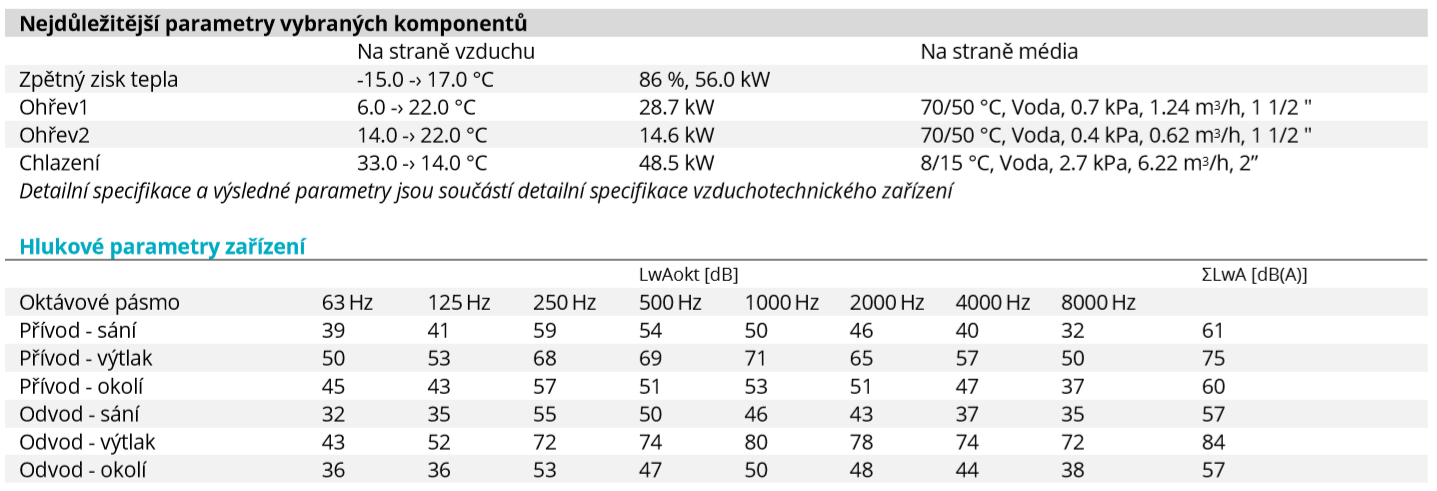 Nejdůležitější parametry vybraných komponentů
Na straně vzduchu Na straně média
Zpětný zisk tepla -15.0 -› 17.0 °C 86 %, 56.0 kW
Ohřev1 6.0 -› 22.0 °C 28.7 kW 70/50 °C, Voda, 0.7 kPa, 1.24 m³/h, 1 1/2 "
Ohřev2 14.0 -› 22.0 °C 14.6 kW 70/50 °C, Voda, 0.4 kPa, 0.62 m³/h, 1 1/2 "
Chlazení 33.0 -› 14.0 °C 48.5 kW 8/15 °C, Voda, 2.7 kPa, 6.22 m³/h, 2”
Detailní specifikace a výsledné parametry jsou součástí detailní specifikace vzduchotechnického zařízení
Hlukové parametry zařízení
LwAokt [dB] ΣLwA [dB(A)]
Oktávové pásmo 63 Hz 125 Hz 250 Hz 500 Hz 1000 Hz 2000 Hz 4000 Hz 8000 Hz
Přívod - sání 39 41 59 54 50 46 40 32 61
Přívod - výtlak 50 53 68 69 71 65 57 50 75
Přívod - okolí 45 43 57 51 53 51 47 37 60
Odvod - sání 32 35 55 50 46 43 37 35 57
Odvod - výtlak 43 52 72 74 80 78 74 72 84
Odvod - okolí 36 36 53 47 50 48 44 38 57